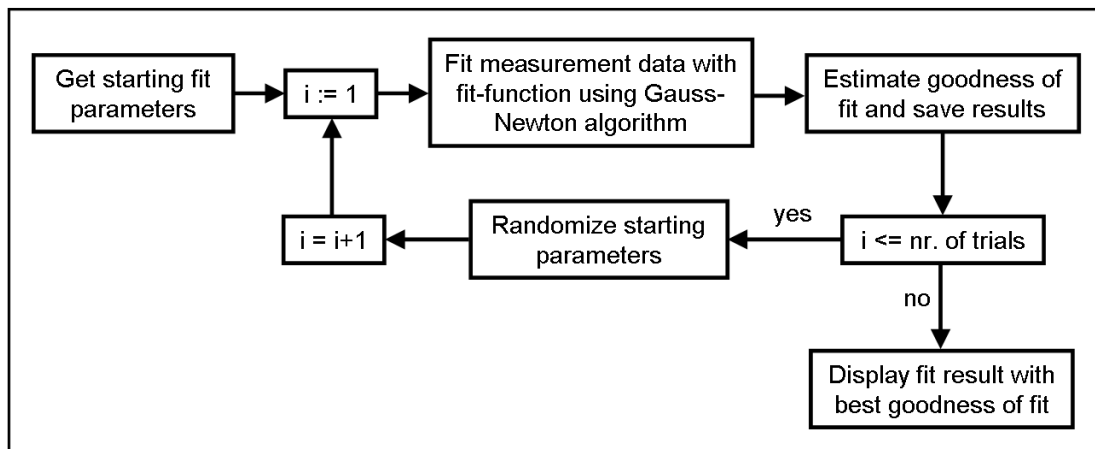 Get starting fit
parameters
i := 1
Fit measurement data with
fit-function using Gauss-
Newton algorithm
Estimate goodness of
fit and save results
i <= nr. of trials
yes
Randomize starting
parameters
i = i+1
no
Display fit result with
best goodness of fit